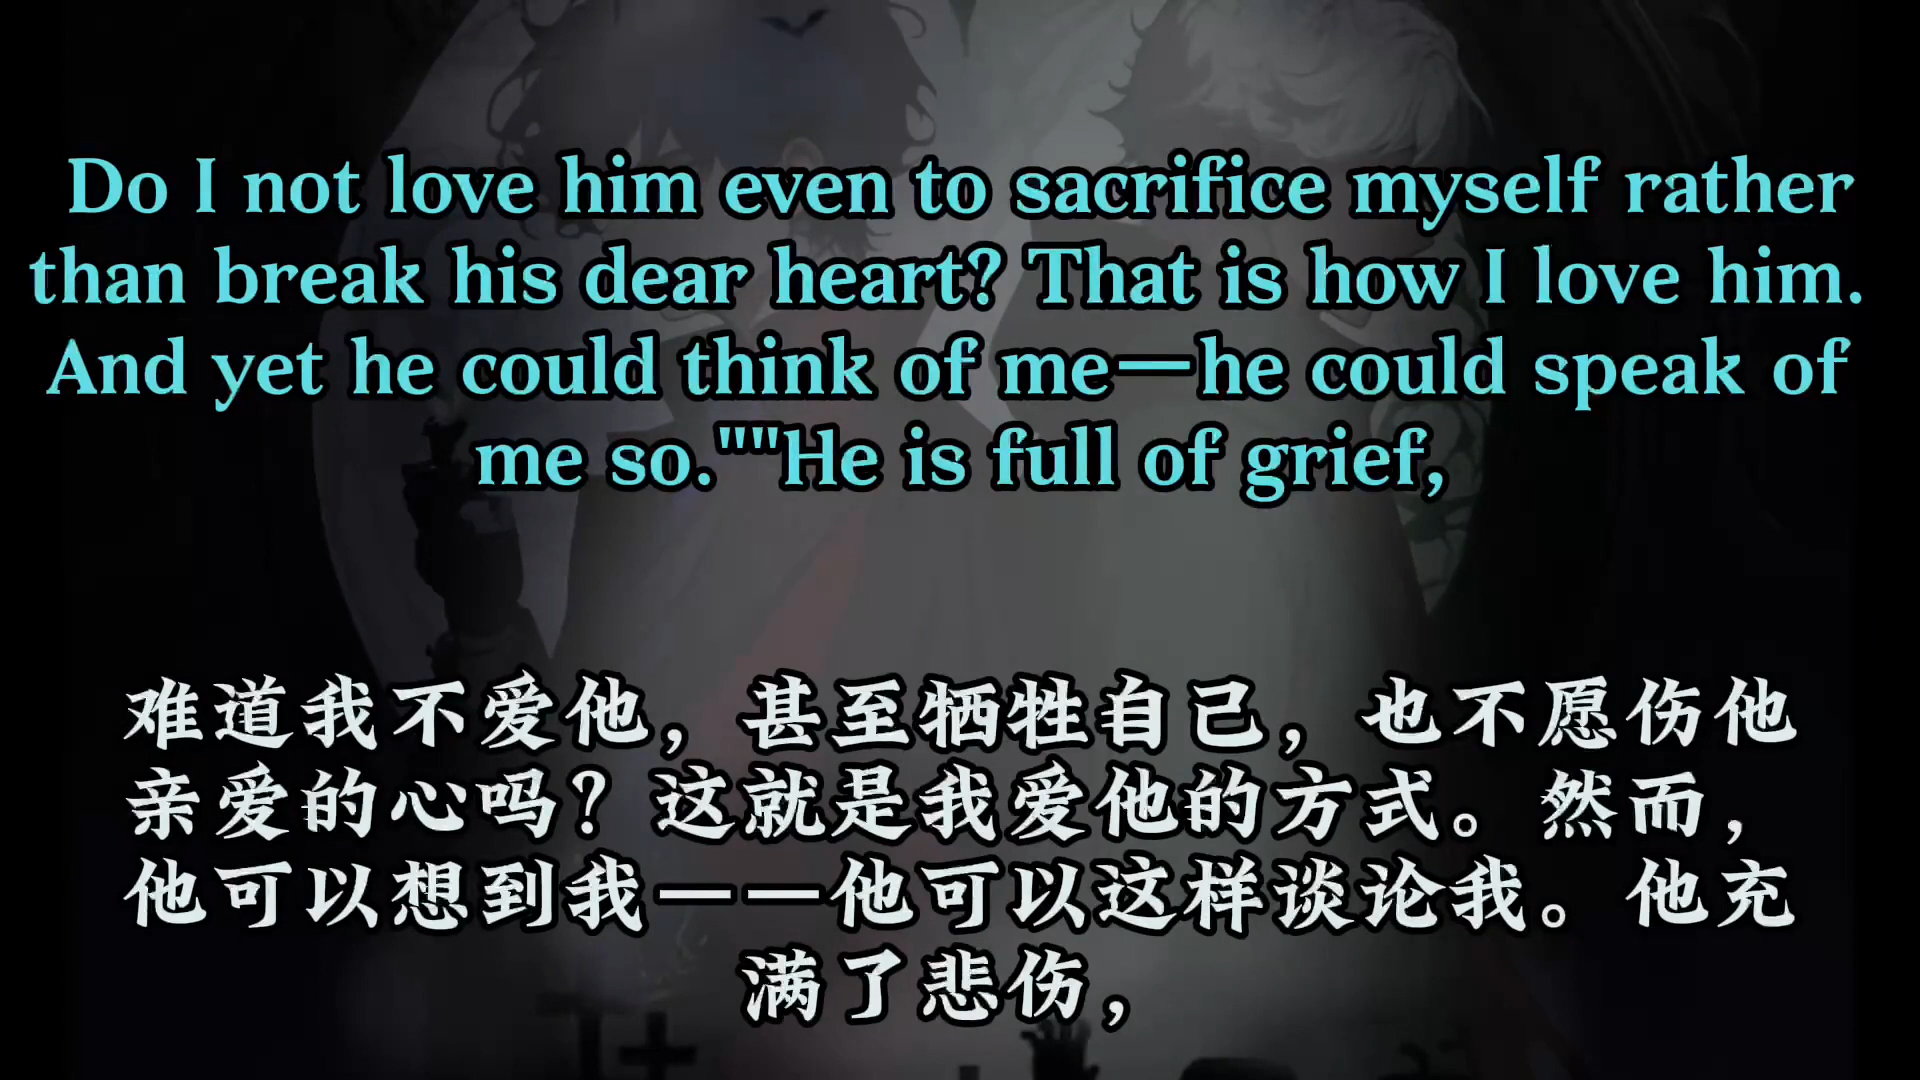 Do I not love him even to sacrifice myself rather
than break his dear heart? That is how I love him.
And yet he could think of me—he could speak of
me so.""He is full of grief,
难道我不爱他，甚至牺牲自己，也不愿伤他
亲爱的心吗？这就是我爱他的方式。然而，
他可以想到我——他可以这样谈论我。他充
满了悲伤，